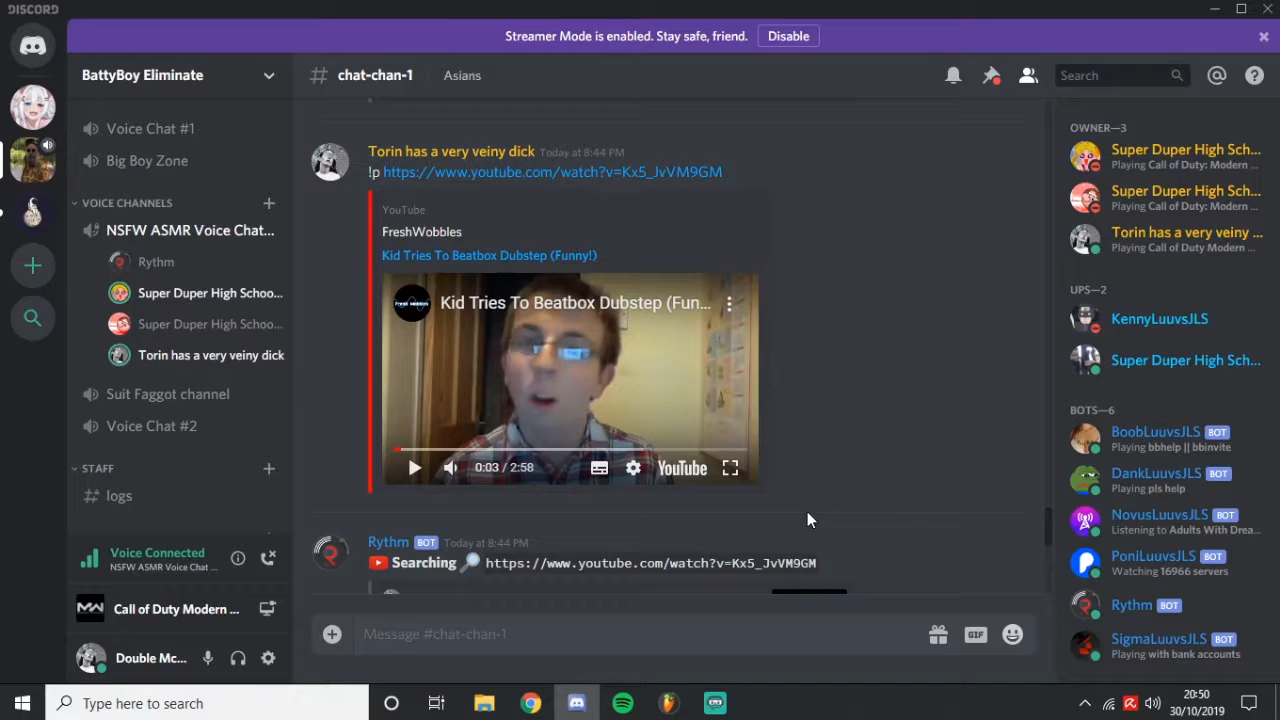 DISCORD
Streamer Mode is enabled. Stay safe, friend.
Disable
BattyBoy Eliminate
chat-chan-1
Asians
Search
Voice Chat #1
Big Boy Zone
VOICE CHANNELS
NSFW ASMR Voice Chat...
Rythm
Super Duper High Schoo...
Super Duper High Schoo...
Torin has a very veiny dick
Suit Faggot channel
Voice Chat #2
STAFF
logs
Voice Connected
NSFW ASMR Voice Chat ...
Call of Duty Modern ...
Double Mc...
Torin has a very veiny dick Today at 8:44 PM
!p https://www.youtube.com/watch?v=Kx5_JvVM9GM
YouTube
FreshWobbles
Kid Tries To Beatbox Dubstep (Funny!)
Fresh Wobbles
Kid Tries To Beatbox Dubstep (Fun...
0:03 / 2:58
YouTube
Rythm BOT Today at 8:44 PM
Searching https://www.youtube.com/watch?v=Kx5_JvVM9GM
Message #chat-chan-1
GIF
OWNER—3
Super Duper High Sch...
Playing Call of Duty: Modern ...
Super Duper High Sch...
Playing Call of Duty: Modern ...
Torin has a very veiny ...
Playing Call of Duty Modern ...
UPS—2
KennyLuuvsJLS
Super Duper High Sch...
BOTS—6
BoobLuuvsJLS BOT
Playing bbhelp || bbinvite
DankLuuvsJLS BOT
Playing pls help
NovusLuuvsJLS BOT
Listening to Adults With Drea...
PoniLuuvsJLS BOT
Watching 16966 servers
Rythm BOT
SigmaLuuvsJLS BOT
Playing with bank accounts
Type here to search
20:50
30/10/2019